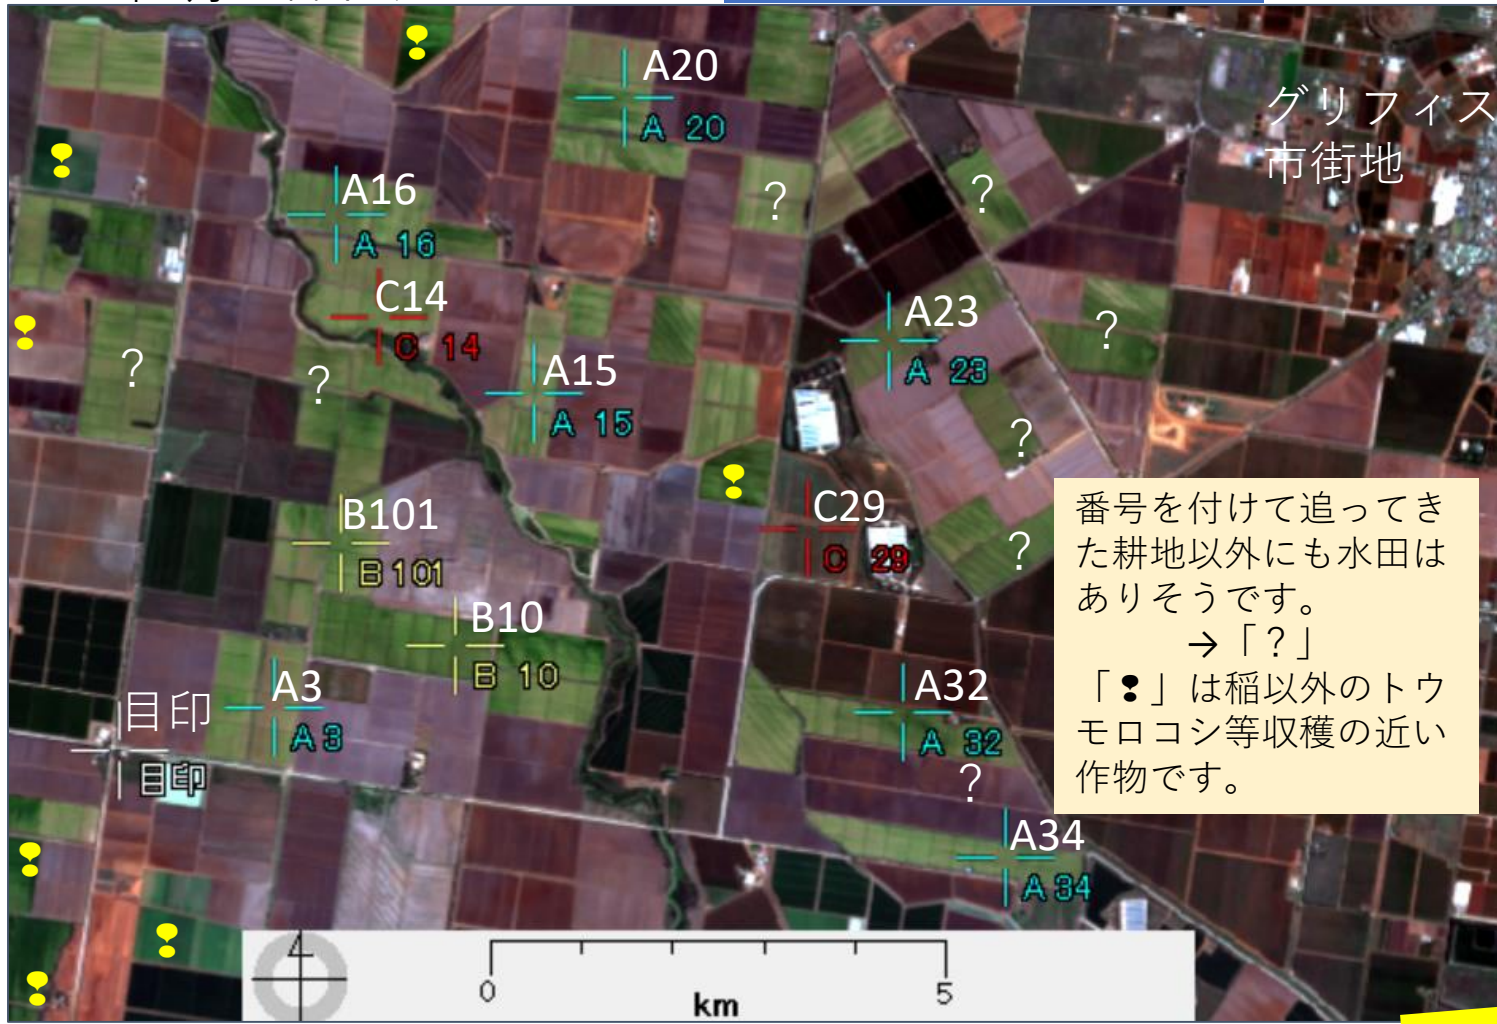 A20
A 20
グリフィス
市街地
A16
A 16
?
?
C14
C 14
A23
A 23
?
?
?
A15
A 15
?
B101
B 101
C29
C 29
?
番号を付けて追ってき
た耕地以外にも水田は
ありそうです。
→「?」
「❢」は稲以外のトウ
モロコシ等収穫の近い
作物です。
B10
B 10
A3
A 3
目印
目印
A32
A 32
?
A34
A 34
0
5
km